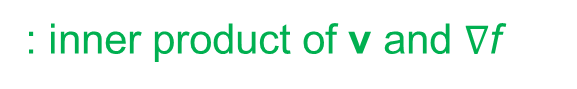 : inner product of v and ∇f